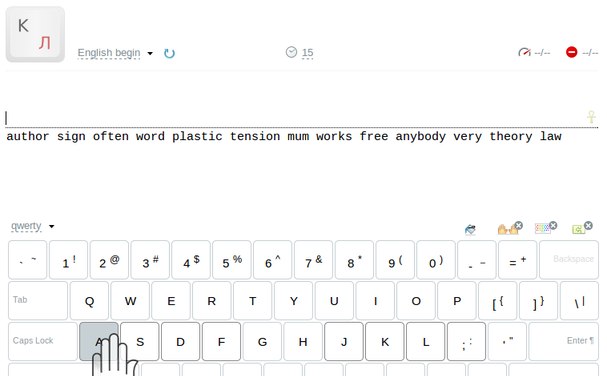 K
Л
English begin 15 --/-- --/--
author sign often word plastic tension mum works free anybody very theory law
qwerty
` ~ 1 ! 2 @ 3 # 4 $ 5 % 6 ^ 7 & 8 * 9 ( 0 ) - _ = + Backspace
Tab Q W E R T Y U I O P [ { ] } \ |
Caps Lock A S D F G H J K L ; : ' " Enter ¶